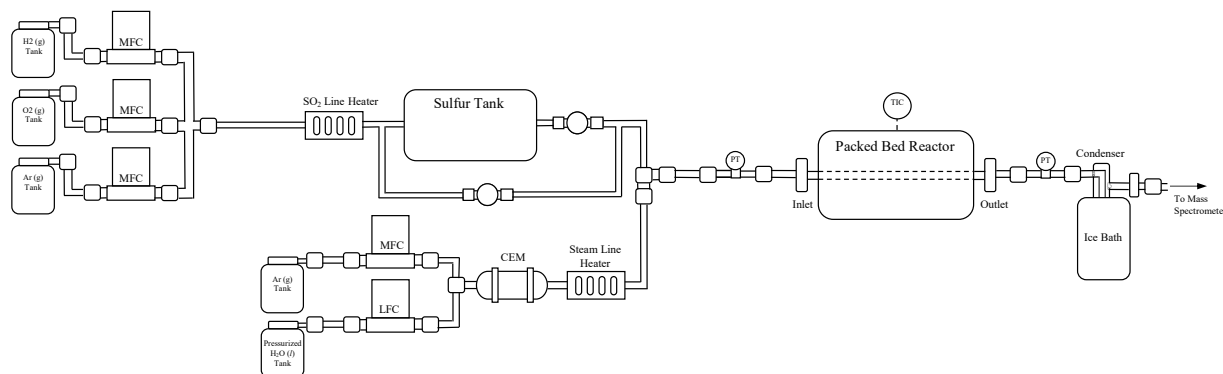 H2 (g)
Tank
MFC
O2 (g)
Tank
MFC
Ar (g)
Tank
MFC
SO₂ Line Heater
Sulfur Tank
TIC
Packed Bed Reactor
PT
Inlet
Outlet
PT
Condenser
To Mass
Spectromete
Ice Bath
Ar (g)
Tank
MFC
CEM
Steam Line
Heater
LFC
Pressurized
H₂O (l)
Tank